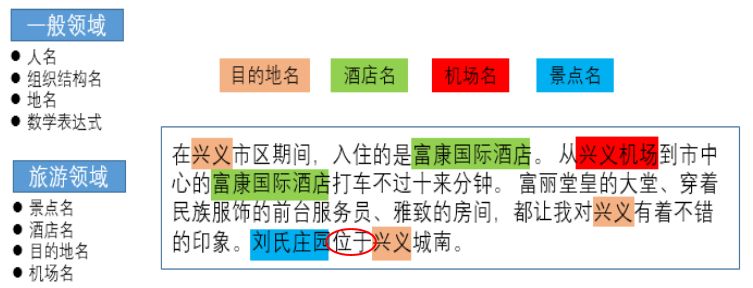 一般领域
人名
组织结构名
地名
数学表达式
旅游领域
景点名
酒店名
目的地名
机场名
目的地名 酒店名 机场名 景点名
在兴义市区期间，入住的是富康国际酒店。从兴义机场到市中
心的富康国际酒店打车不过十来分钟。富丽堂皇的大堂、穿着
民族服饰的前台服务员、雅致的房间，都让我对兴义有着不错
的印象。刘氏庄园位于兴义城南。